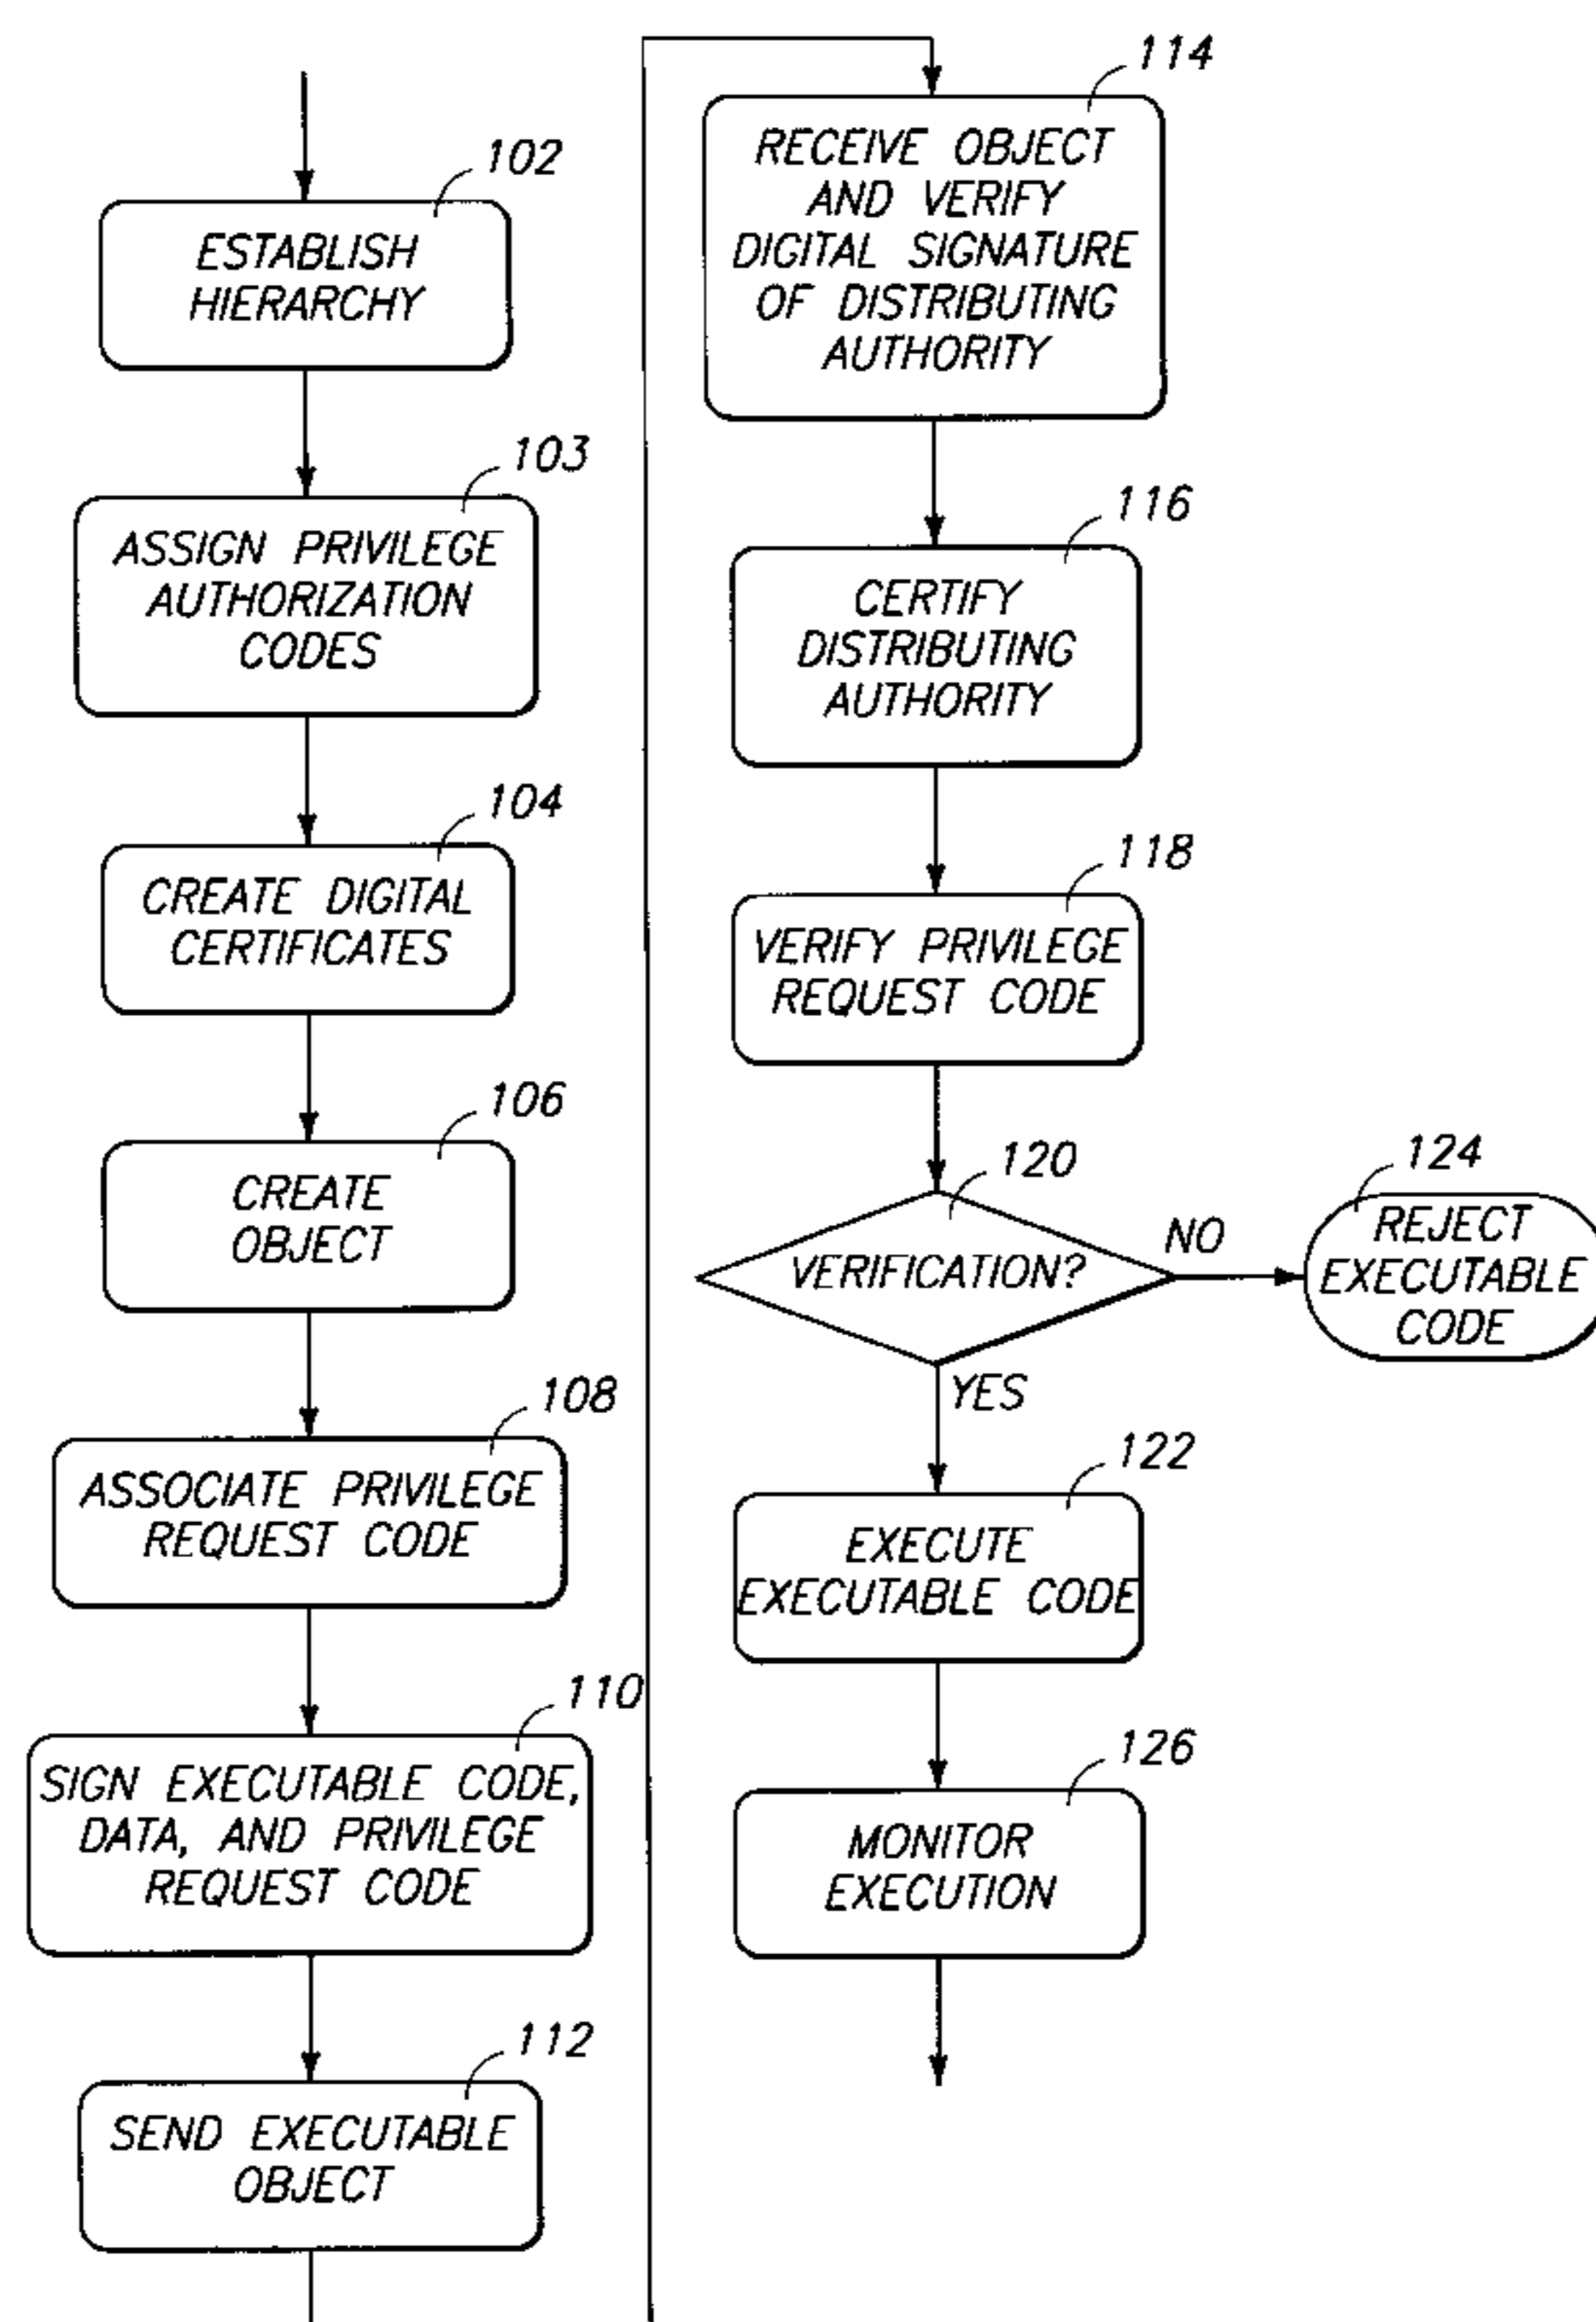 102
ESTABLISH
HIERARCHY
103
ASSIGN PRIVILEGE
AUTHORIZATION
CODES
104
CREATE DIGITAL
CERTIFICATES
106
CREATE
OBJECT
108
ASSOCIATE PRIVILEGE
REQUEST CODE
110
SIGN EXECUTABLE CODE,
DATA, AND PRIVILEGE
REQUEST CODE
112
SEND EXECUTABLE
OBJECT
114
RECEIVE OBJECT
AND VERIFY
DIGITAL SIGNATURE
OF DISTRIBUTING
AUTHORITY
116
CERTIFY
DISTRIBUTING
AUTHORITY
118
VERIFY PRIVILEGE
REQUEST CODE
120
VERIFICATION?
NO
124
REJECT
EXECUTABLE
CODE
YES
122
EXECUTE
EXECUTABLE CODE
126
MONITOR
EXECUTION